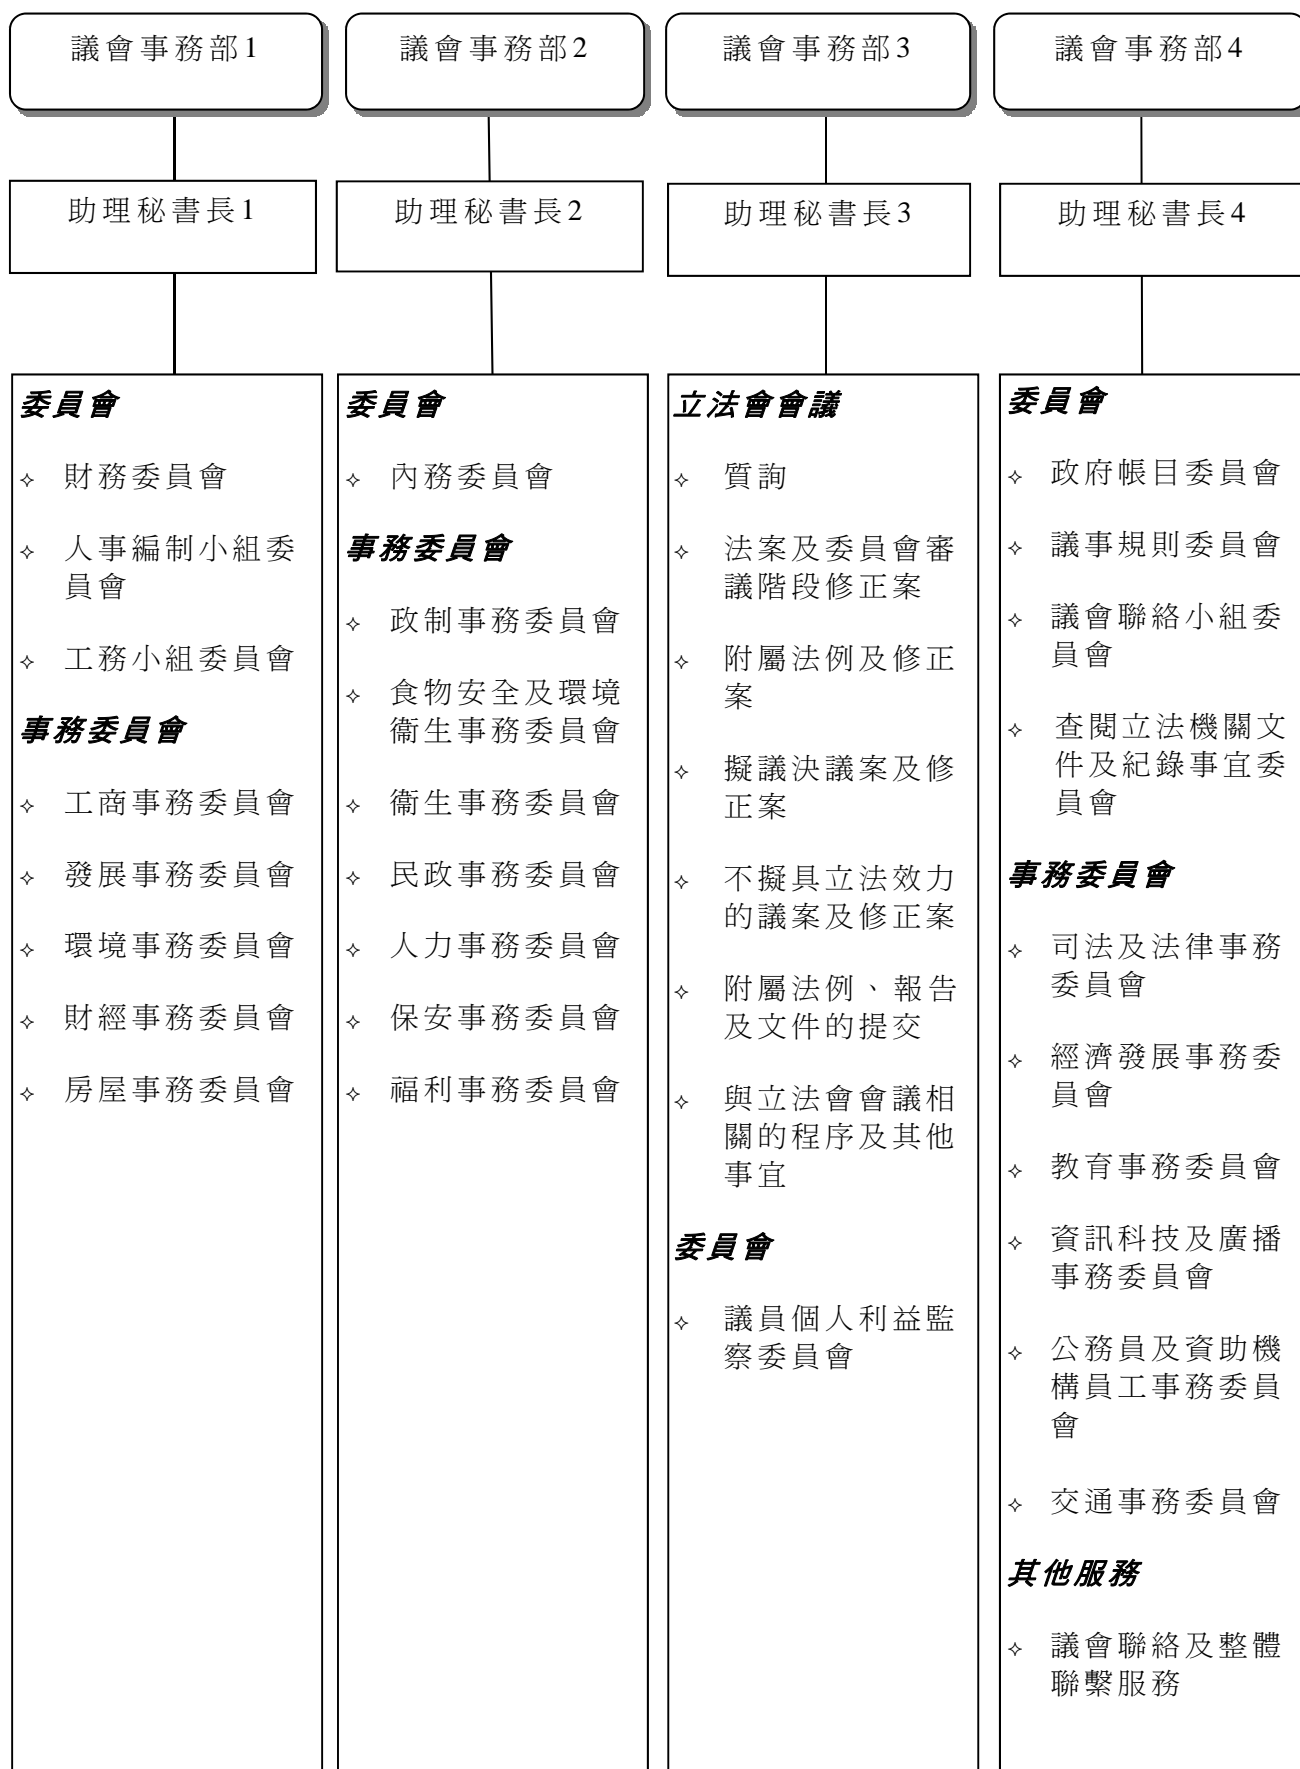 議會事務部1
助理秘書長1
委員會
✧ 財務委員會
✧ 人事編制小組委
員會
✧ 工務小組委員會
事務委員會
✧ 工商事務委員會
✧ 發展事務委員會
✧ 環境事務委員會
✧ 財經事務委員會
✧ 房屋事務委員會
議會事務部2
助理秘書長2
委員會
✧ 內務委員會
事務委員會
✧ 政制事務委員會
✧ 食物安全及環境
衞生事務委員會
✧ 衞生事務委員會
✧ 民政事務委員會
✧ 人力事務委員會
✧ 保安事務委員會
✧ 福利事務委員會
議會事務部3
助理秘書長3
立法會會議
✧ 質詢
✧ 法案及委員會審
議階段修正案
✧ 附屬法例及修正
案
✧ 擬議決議案及修
正案
✧ 不擬具立法效力
的議案及修正案
✧ 附屬法例、報告
及文件的提交
✧ 與立法會會議相
關的程序及其他
事宜
委員會
✧ 議員個人利益監
察委員會
議會事務部4
助理秘書長4
委員會
✧ 政府帳目委員會
✧ 議事規則委員會
✧ 議會聯絡小組委
員會
✧ 查閱立法機關文
件及紀錄事宜委
員會
事務委員會
✧ 司法及法律事務
委員會
✧ 經濟發展事務委
員會
✧ 教育事務委員會
✧ 資訊科技及廣播
事務委員會
✧ 公務員及資助機
構員工事務委員
會
✧ 交通事務委員會
其他服務
✧ 議會聯絡及整體
聯繫服務